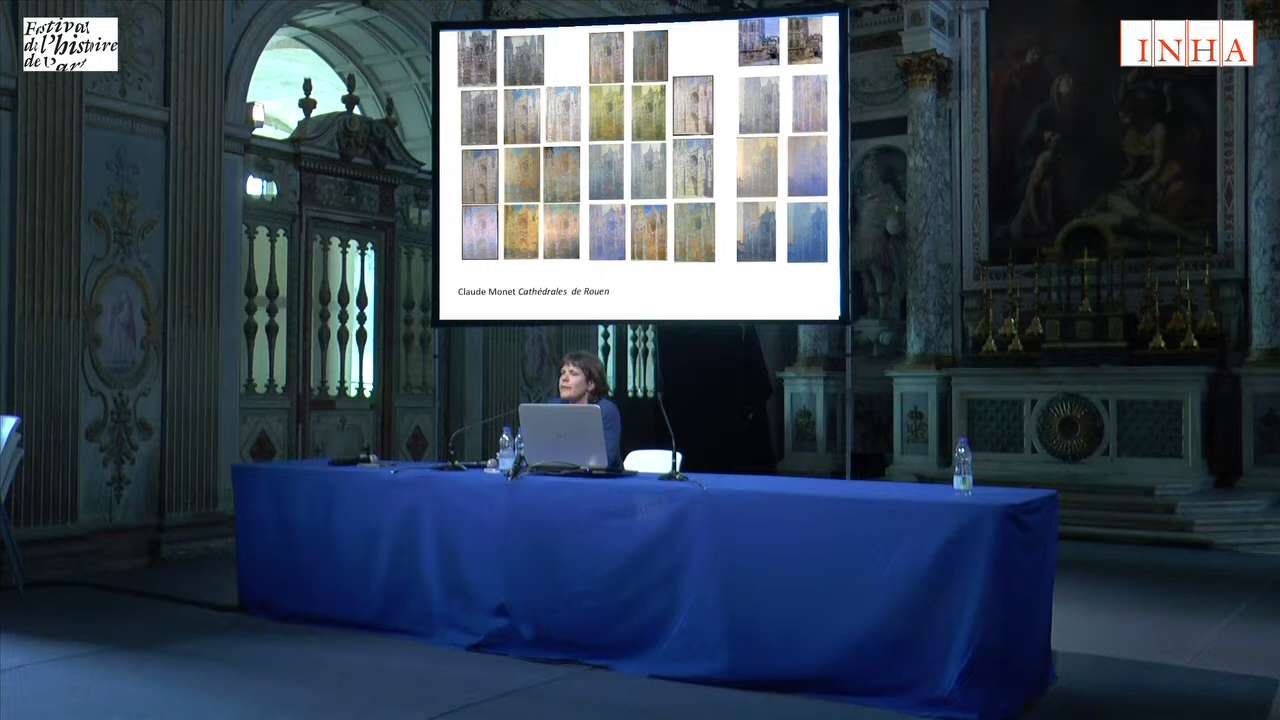 Festival
de l'histoire
de l'art
INHA
Claude Monet Cathédrales de Rouen